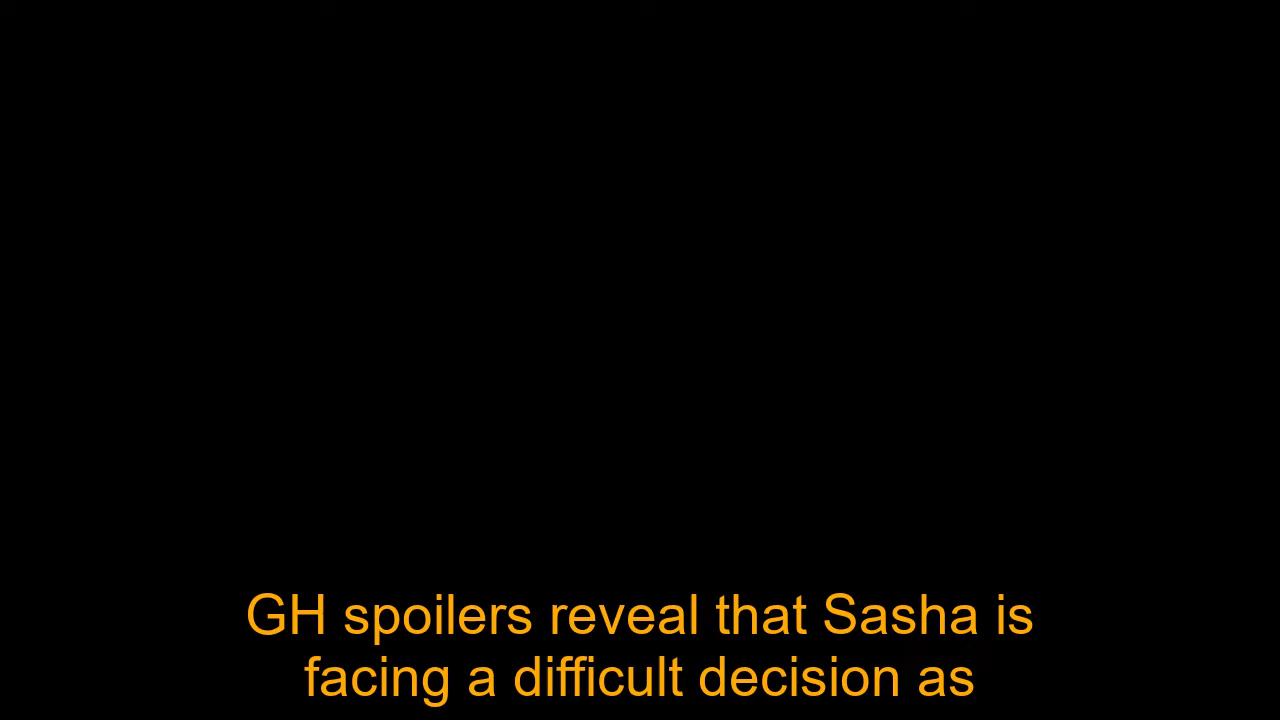 GH spoilers reveal that Sasha is
facing a difficult decision as